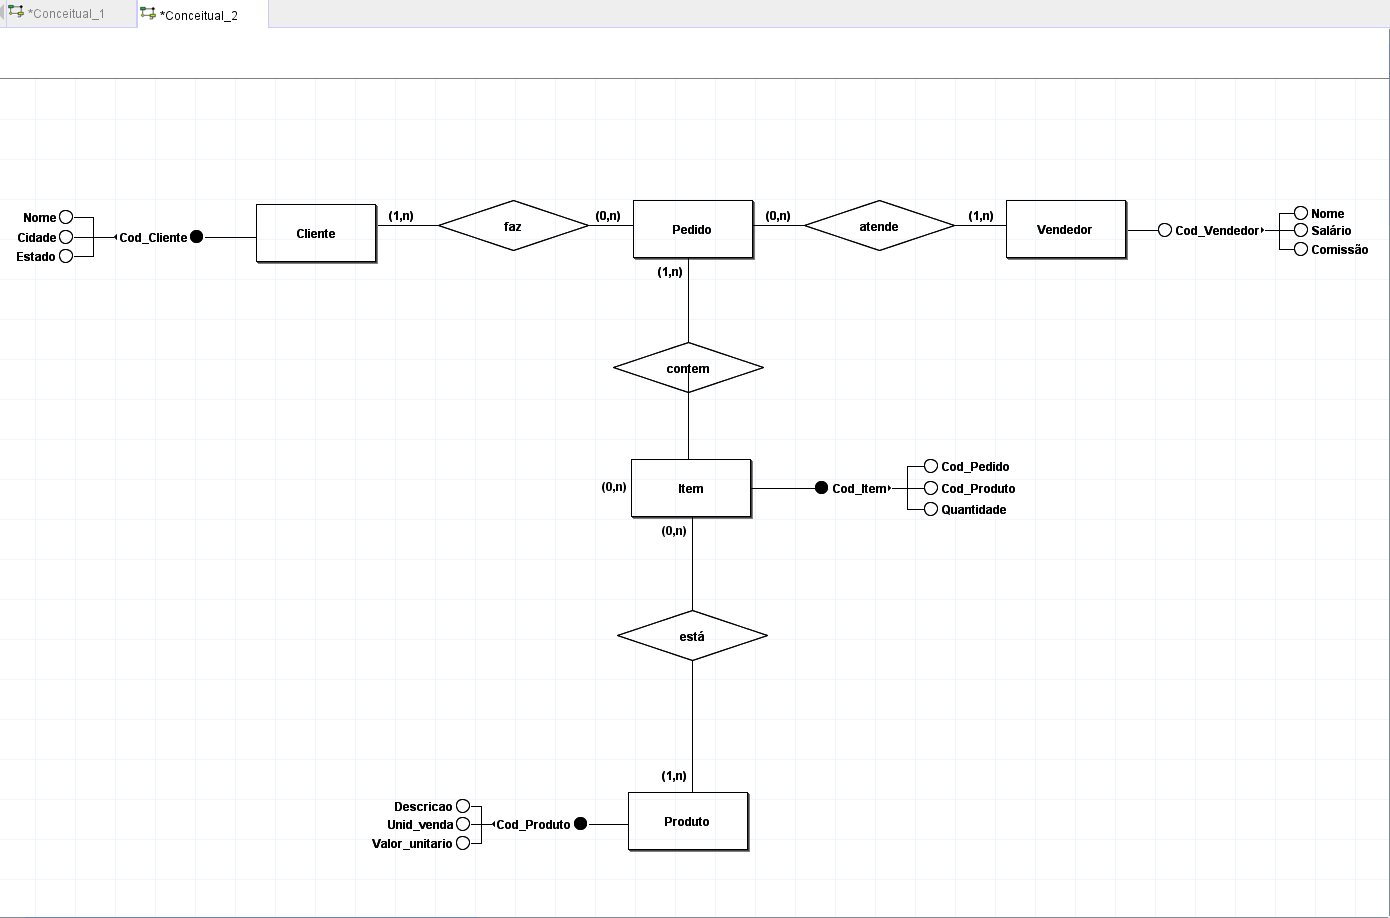 *Conceitual_1
*Conceitual_2
Nome
Cidade
Estado
Cod_Cliente
Cliente
(1,n)
faz
(0,n)
Pedido
(0,n)
atende
(1,n)
Vendedor
Cod_Vendedor
Nome
Salário
Comissão
(1,n)
contem
(0,n)
Item
Cod_Item
Cod_Pedido
Cod_Produto
Quantidade
(0,n)
está
(1,n)
Descricao
Unid_venda
Valor_unitario
Cod_Produto
Produto